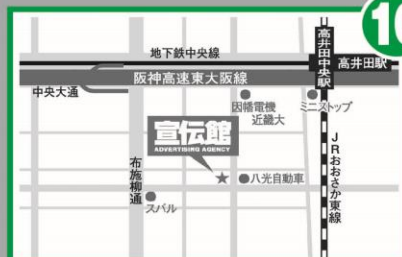 10
地下鉄中央線
高井田中央駅
高井田駅
阪神高速東大阪線
中央大通
因幡電機
近畿大
ミニストップ
宣伝館
ADVERTISING AGENCY
布施柳通
八光自動車
スバル
JRおおさか東線